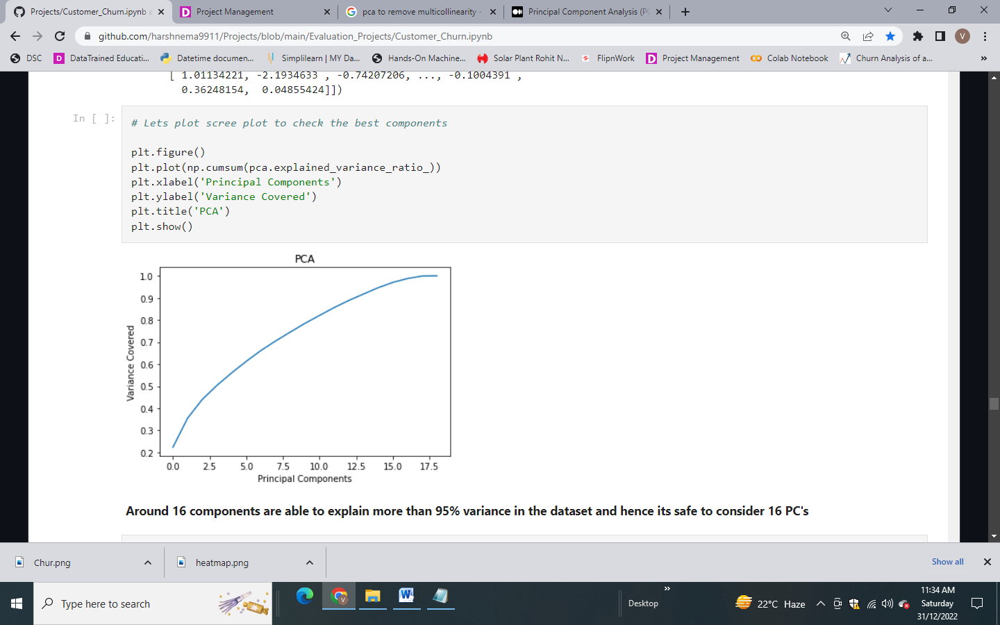 Projects/Customer_Churn.ipynb a
Project Management
pca to remove multicollinearity -
Principal Component Analysis (PC
github.com/harshnema9911/Projects/blob/main/Evaluation_Projects/Customer_Churn.ipynb
V
DSC
DataTrained Educati...
Datetime documen...
Simplilearn | MY Da...
Hands-On Machine...
Solar Plant Rohit N...
FlipnWork
Project Management
Colab Notebook
Churn Analysis of a...
»
[ 1.01134221, -2.1934633 , -0.74207206, ..., -0.1004391 ,
0.36248154, 0.04855424]])
In [ ]:
# Lets plot scree plot to check the best components
plt.figure()
plt.plot(np.cumsum(pca.explained_variance_ratio_))
plt.xlabel('Principal Components')
plt.ylabel('Variance Covered')
plt.title('PCA')
plt.show()
PCA
1.0
0.9
0.8
0.7
0.6
0.5
0.4
0.3
0.2
Variance Covered
0.0 2.5 5.0 7.5 10.0 12.5 15.0 17.5
Principal Components
Around 16 components are able to explain more than 95% variance in the dataset and hence its safe to consider 16 PC's
Chur.png
heatmap.png
Show all
Type here to search
Desktop
»
22°C Haze
11:34 AM
Saturday
31/12/2022